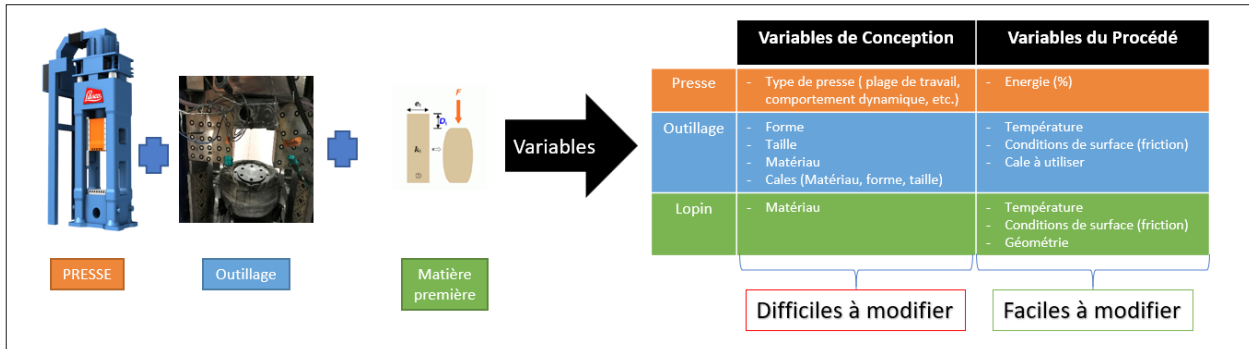 Lasco
PRESSE
Outillage
F
Matière
première
Variables
Variables de Conception
Variables du Procédé
Presse
- Type de presse ( plage de travail,
comportement dynamique, etc.)
- Energie (%)
Outillage
- Forme
- Taille
- Matériau
- Cales (Matériau, forme, taille)
- Température
- Conditions de surface (friction)
- Cale à utiliser
Lopin
- Matériau
- Température
- Conditions de surface (friction)
- Géométrie
Difficiles à modifier
Faciles à modifier